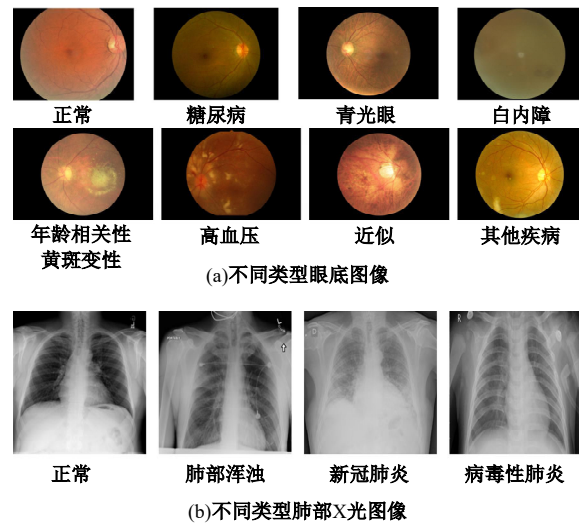 正常 糖尿病 青光眼 白内障
年龄相关性 高血压 近似 其他疾病
黄斑变性
(a)不同类型眼底图像
R
正常 肺部浑浊 新冠肺炎 病毒性肺炎
(b)不同类型肺部X光图像